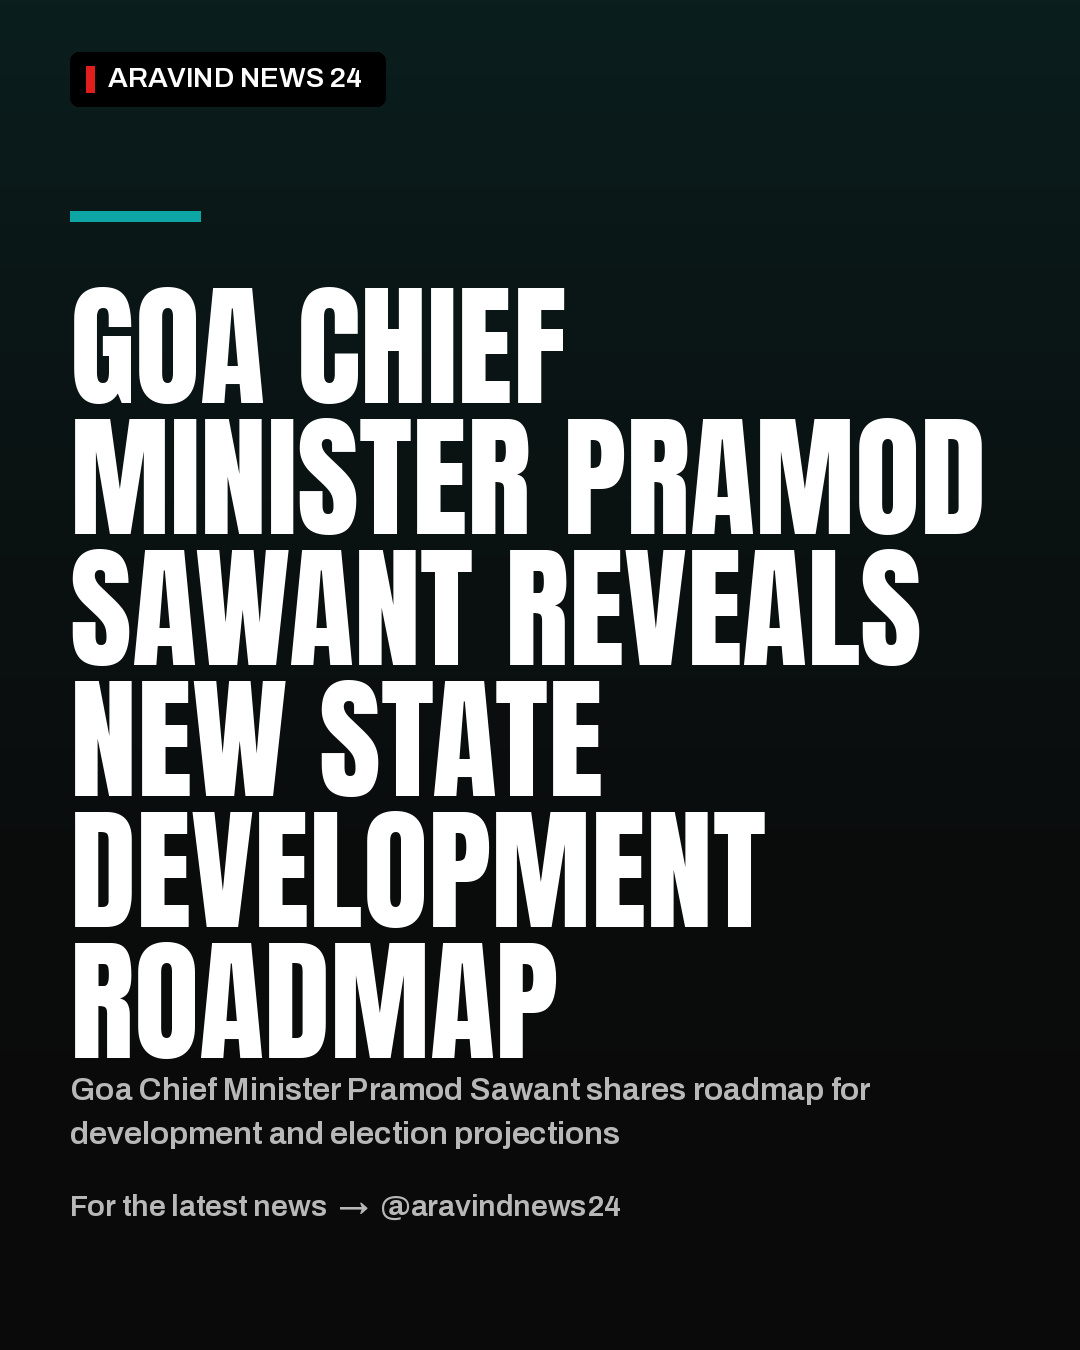 ARAVIND NEWS 24
GOA CHIEF
MINISTER PRAMOD
SAWANT REVEALS
NEW STATE
DEVELOPMENT
ROADMAP
Goa Chief Minister Pramod Sawant shares roadmap for
development and election projections
For the latest news → @aravindnews24